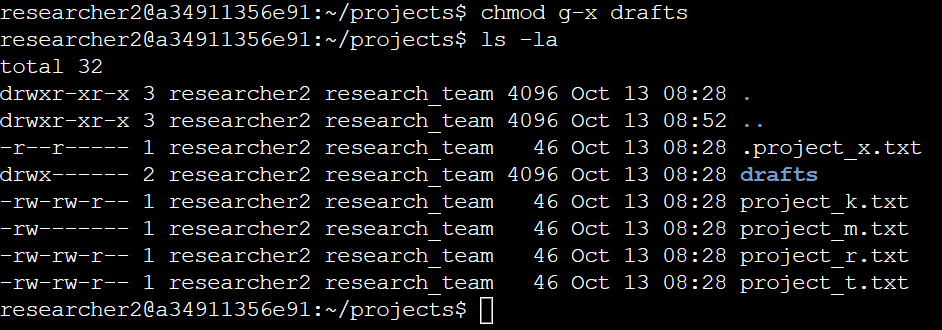 researcher2@a34911356e91:~/projects$ chmod g-x drafts
researcher2@a34911356e91:~/projects$ ls -la
total 32
drwxr-xr-x 3 researcher2 research_team 4096 Oct 13 08:28 .
drwxr-xr-x 3 researcher2 research_team 4096 Oct 13 08:52 ..
-r--r----- 1 researcher2 research_team   46 Oct 13 08:28 .project_x.txt
drwx------ 2 researcher2 research_team 4096 Oct 13 08:28 drafts
-rw-rw-r-- 1 researcher2 research_team   46 Oct 13 08:28 project_k.txt
-rw------- 1 researcher2 research_team   46 Oct 13 08:28 project_m.txt
-rw-rw-r-- 1 researcher2 research_team   46 Oct 13 08:28 project_r.txt
-rw-rw-r-- 1 researcher2 research_team   46 Oct 13 08:28 project_t.txt
researcher2@a34911356e91:~/projects$